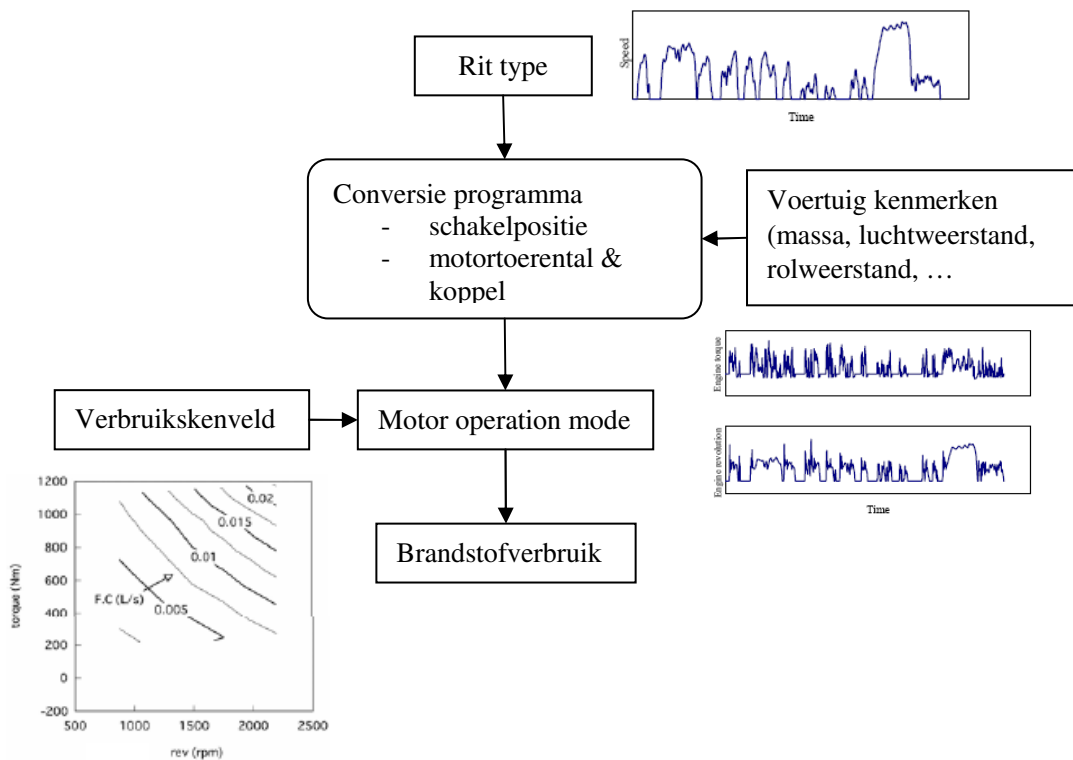 Rit type
Speed
Time
Conversie programma
- schakelpositie
- motortoerental &
koppel
Voertuig kenmerken
(massa, luchtweerstand,
rolweerstand, …
Engine torque
Verbruikskenveld
Motor operation mode
Engine revolution
Time
Brandstofverbruik
1200
1000
800
600
400
200
0
-200
torque (Nm)
0.02
0.015
0.01
F.C (L/s)
0.005
500 1000 1500 2000 2500
rev (rpm)